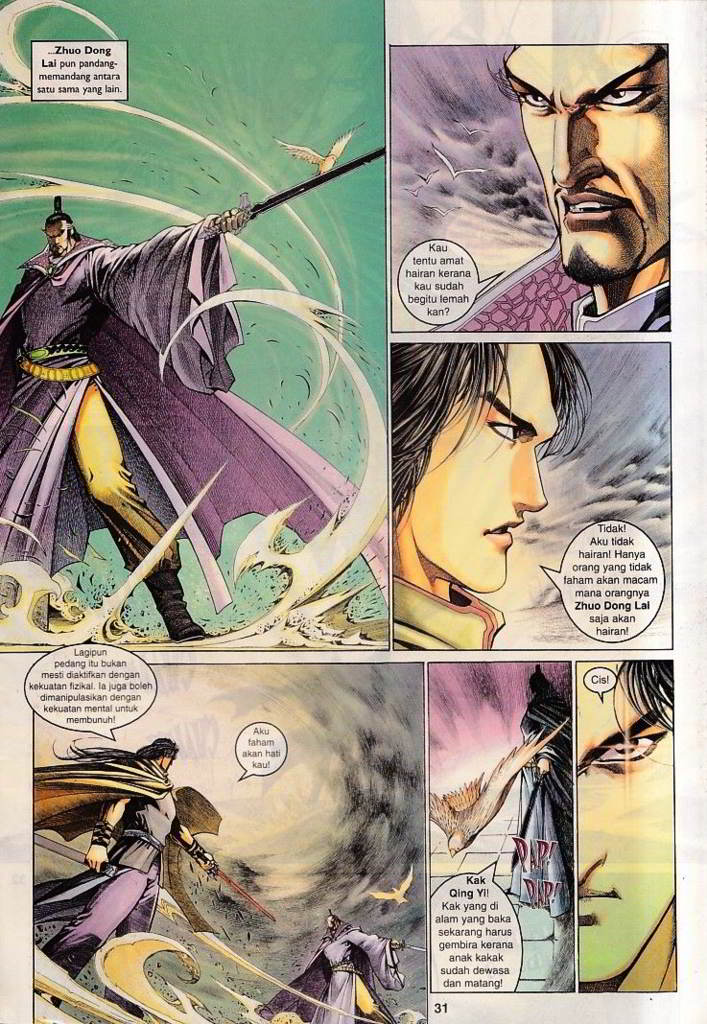 ...Zhuo Dong
Lai pun pandang-
memandang antara
satu sama yang lain.
Kau
tentu amat
hairan kerana
kau sudah
begitu lemah
kan?
Tidak!
Aku tidak
hairan! Hanya
orang yang tidak
faham akan macam
mana orangnya
Zhuo Dong Lai
saja akan
hairan!
Lagipun
pedang itu bukan
mesti diaktifkan dengan
kekuatan fizikal. Ia juga boleh
dimanipulasikan dengan
kekuatan mental untuk
membunuh!
Aku
faham
akan hati
kau!
DAP!
DAP!
Kak
Qing Yi!
Kak yang di
alam yang baka
sekarang harus
gembira kerana
anak kakak
sudah dewasa
dan matang!
Cis!
31